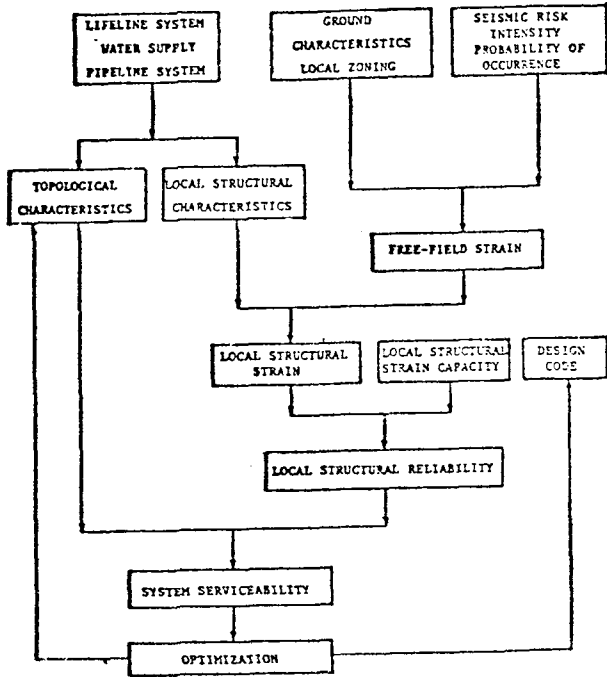 LIFELINE SYSTEM
WATER SUPPLY
PIPELINE SYSTEM
GROUND
CHARACTERISTICS
LOCAL ZONING
SEISMIC RISK
INTENSITY
PROBABILITY OF
OCCURRENCE
TOPOLOGICAL
CHARACTERISTICS
LOCAL STRUCTURAL
CHARACTERISTICS
FREE-FIELD STRAIN
LOCAL STRUCTURAL
STRAIN
LOCAL STRUCTURAL
STRAIN CAPACITY
DESIGN
CODE
LOCAL STRUCTURAL RELIABILITY
SYSTEM SERVICEABILITY
OPTIMIZATION